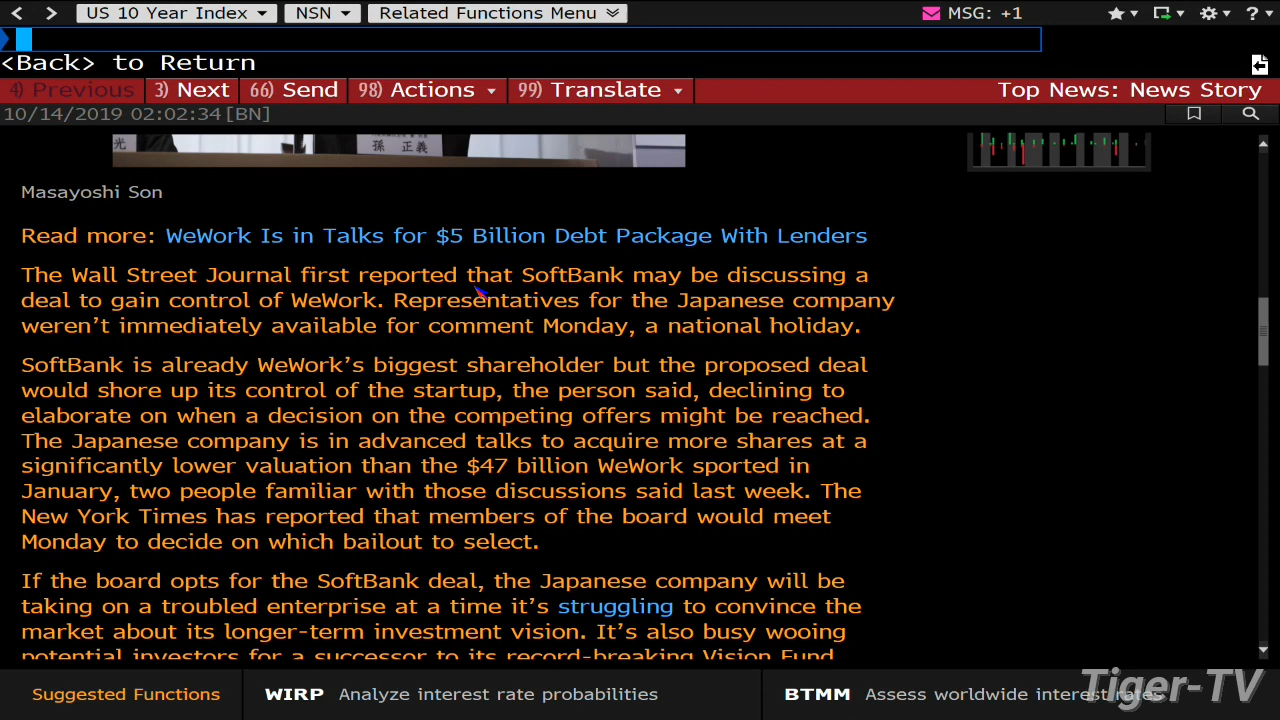 US 10 Year Index NSN Related Functions Menu MSG: +1 ?
<Back> to Return
4) Previous 3) Next 66) Send 98) Actions 99) Translate Top News: News Story
10/14/2019 02:02:34[BN]
光 孫 正義
Masayoshi Son
Read more: WeWork Is in Talks for $5 Billion Debt Package With Lenders
The Wall Street Journal first reported that SoftBank may be discussing a
deal to gain control of WeWork. Representatives for the Japanese company
weren't immediately available for comment Monday, a national holiday.
SoftBank is already WeWork's biggest shareholder but the proposed deal
would shore up its control of the startup, the person said, declining to
elaborate on when a decision on the competing offers might be reached.
The Japanese company is in advanced talks to acquire more shares at a
significantly lower valuation than the $47 billion WeWork sported in
January, two people familiar with those discussions said last week. The
New York Times has reported that members of the board would meet
Monday to decide on which bailout to select.
If the board opts for the SoftBank deal, the Japanese company will be
taking on a troubled enterprise at a time it's struggling to convince the
market about its longer-term investment vision. It's also busy wooing
potential investors for a successor to its record-breaking Vision Fund
Suggested Functions WIRP Analyze interest rate probabilities BTMM Assess worldwide interest rates
Tiger-TV